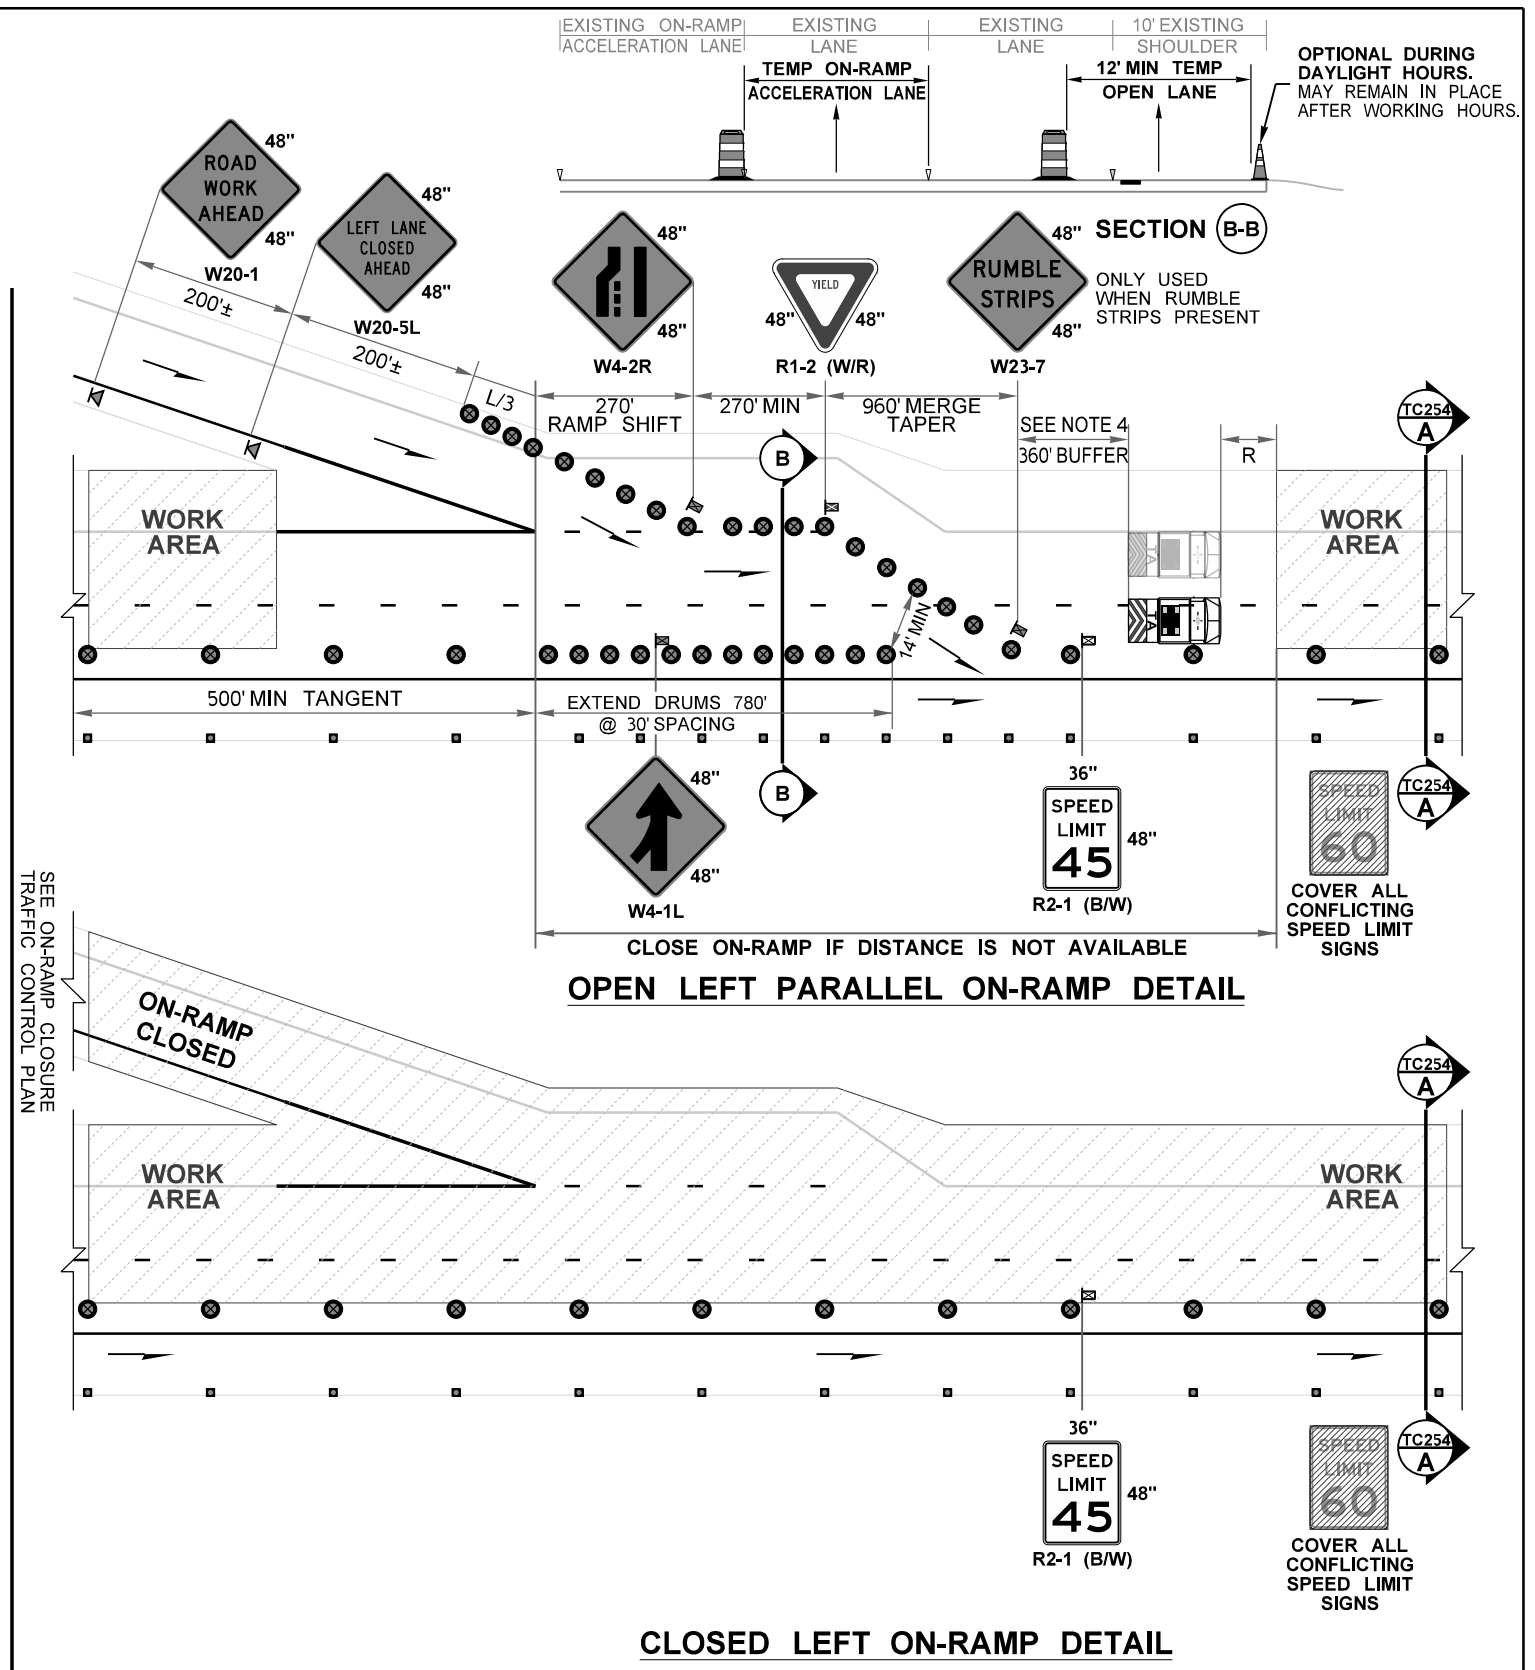 EXISTING ON-RAMP
ACCELERATION LANE
EXISTING
LANE
EXISTING
LANE
10' EXISTING
SHOULDER
TEMP ON-RAMP
ACCELERATION LANE
12' MIN TEMP
OPEN LANE
OPTIONAL DURING
DAYLIGHT HOURS.
MAY REMAIN IN PLACE
AFTER WORKING HOURS.
SECTION B-B
ROAD
WORK
AHEAD
48"
48"
W20-1
LEFT LANE
CLOSED
AHEAD
48"
48"
W20-5L
48"
48"
W4-2R
YIELD
48" 48"
R1-2 (W/R)
RUMBLE
STRIPS
48"
48"
W23-7
ONLY USED
WHEN RUMBLE
STRIPS PRESENT
200'±
200'±
L/3
270'
RAMP SHIFT
270' MIN
960' MERGE
TAPER
SEE NOTE 4
360' BUFFER
R
TC254
A
B
WORK
AREA
WORK
AREA
14' MIN
500' MIN TANGENT
EXTEND DRUMS 780'
@ 30' SPACING
B
48"
48"
W4-1L
36"
SPEED
LIMIT
45
48"
R2-1 (B/W)
SPEED
LIMIT
60
TC254
A
COVER ALL
CONFLICTING
SPEED LIMIT
SIGNS
CLOSE ON-RAMP IF DISTANCE IS NOT AVAILABLE
OPEN LEFT PARALLEL ON-RAMP DETAIL
SEE ON-RAMP CLOSURE
TRAFFIC CONTROL PLAN
ON-RAMP
CLOSED
TC254
A
WORK
AREA
WORK
AREA
36"
SPEED
LIMIT
45
48"
R2-1 (B/W)
SPEED
LIMIT
60
TC254
A
COVER ALL
CONFLICTING
SPEED LIMIT
SIGNS
CLOSED LEFT ON-RAMP DETAIL